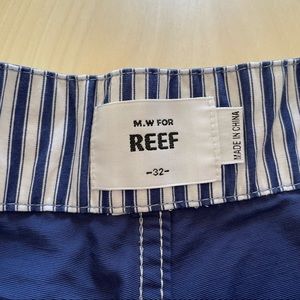 M.W FOR
REEF
-32-
MADE IN CHINA